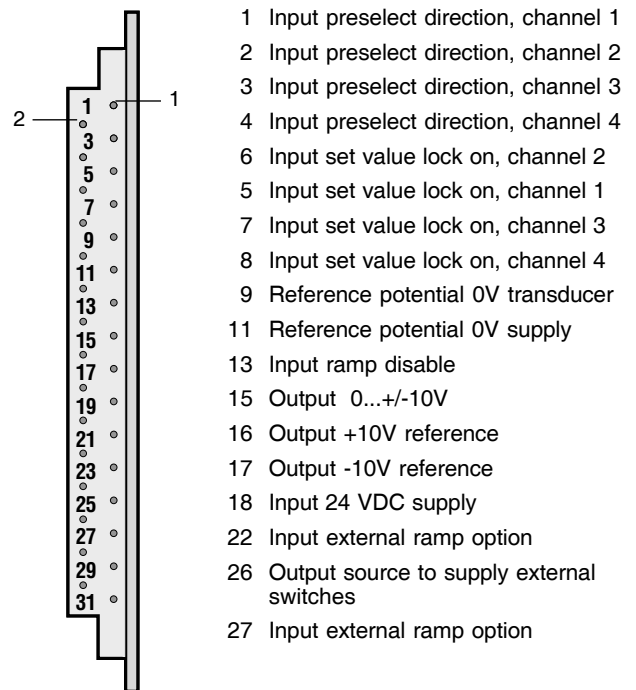 1 Input preselect direction, channel 1
2 Input preselect direction, channel 2
3 Input preselect direction, channel 3
4 Input preselect direction, channel 4
6 Input set value lock on, channel 2
5 Input set value lock on, channel 1
7 Input set value lock on, channel 3
8 Input set value lock on, channel 4
9 Reference potential 0V transducer
11 Reference potential 0V supply
13 Input ramp disable
15 Output 0...+/-10V
16 Output +10V reference
17 Output -10V reference
18 Input 24 VDC supply
22 Input external ramp option
26 Output source to supply external
switches
27 Input external ramp option
1
2
1
3
5
7
9
11
13
15
17
19
21
23
25
27
29
31